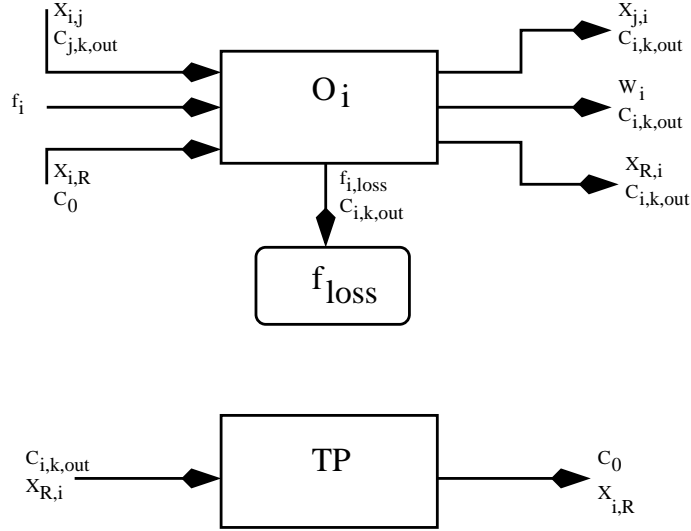 X_{i,j}
C_{j,k,out}
f_i
X_{i,R}
C_0
O_i
X_{j,i}
C_{i,k,out}
W_i
C_{i,k,out}
X_{R,i}
C_{i,k,out}
f_{i,loss}
C_{i,k,out}
f_{loss}
C_{i,k,out}
X_{R,i}
TP
C_0
X_{i,R}